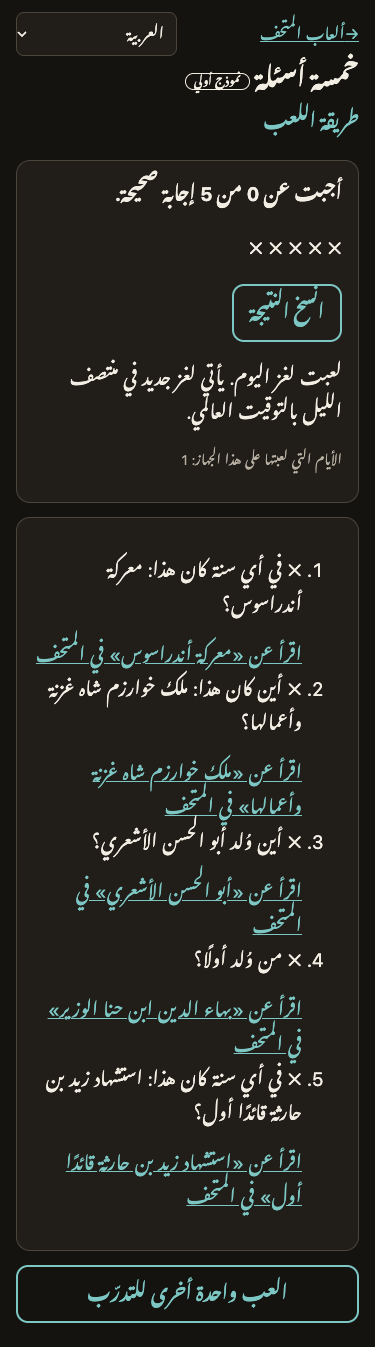 →ألعاب المتحف
العربية
خمسة أسئلة
نموذج أولي
طريقة اللعب
أجبت عن 0 من 5 إجابة صحيحة.
✕ ✕ ✕ ✕ ✕
انسخ النتيجة
لعبت لغز اليوم. يأتي لغز جديد في منتصف
الليل بالتوقيت العالمي.
الأيام التي لعبتها على هذا الجهاز: 1
1. ✕ في أي سنة كان هذا: معركة
أندراسوس؟
اقرأ عن «معركة أندراسوس» في المتحف
2. ✕ أين كان هذا: ملك خوارزم شاه غزنة
وأعمالها؟
اقرأ عن «ملك خوارزم شاه غزنة
وأعمالها» في المتحف
3. ✕ أين وُلد أبو الحسن الأشعري؟
اقرأ عن «أبو الحسن الأشعري» في
المتحف
4. ✕ من وُلد أولًا؟
اقرأ عن «بهاء الدين ابن حنا الوزير»
في المتحف
5. ✕ في أي سنة كان هذا: استشهاد زيد بن
حارثة قائدًا أول؟
اقرأ عن «استشهاد زيد بن حارثة قائدًا
أول» في المتحف
العب واحدة أخرى للتدرّب